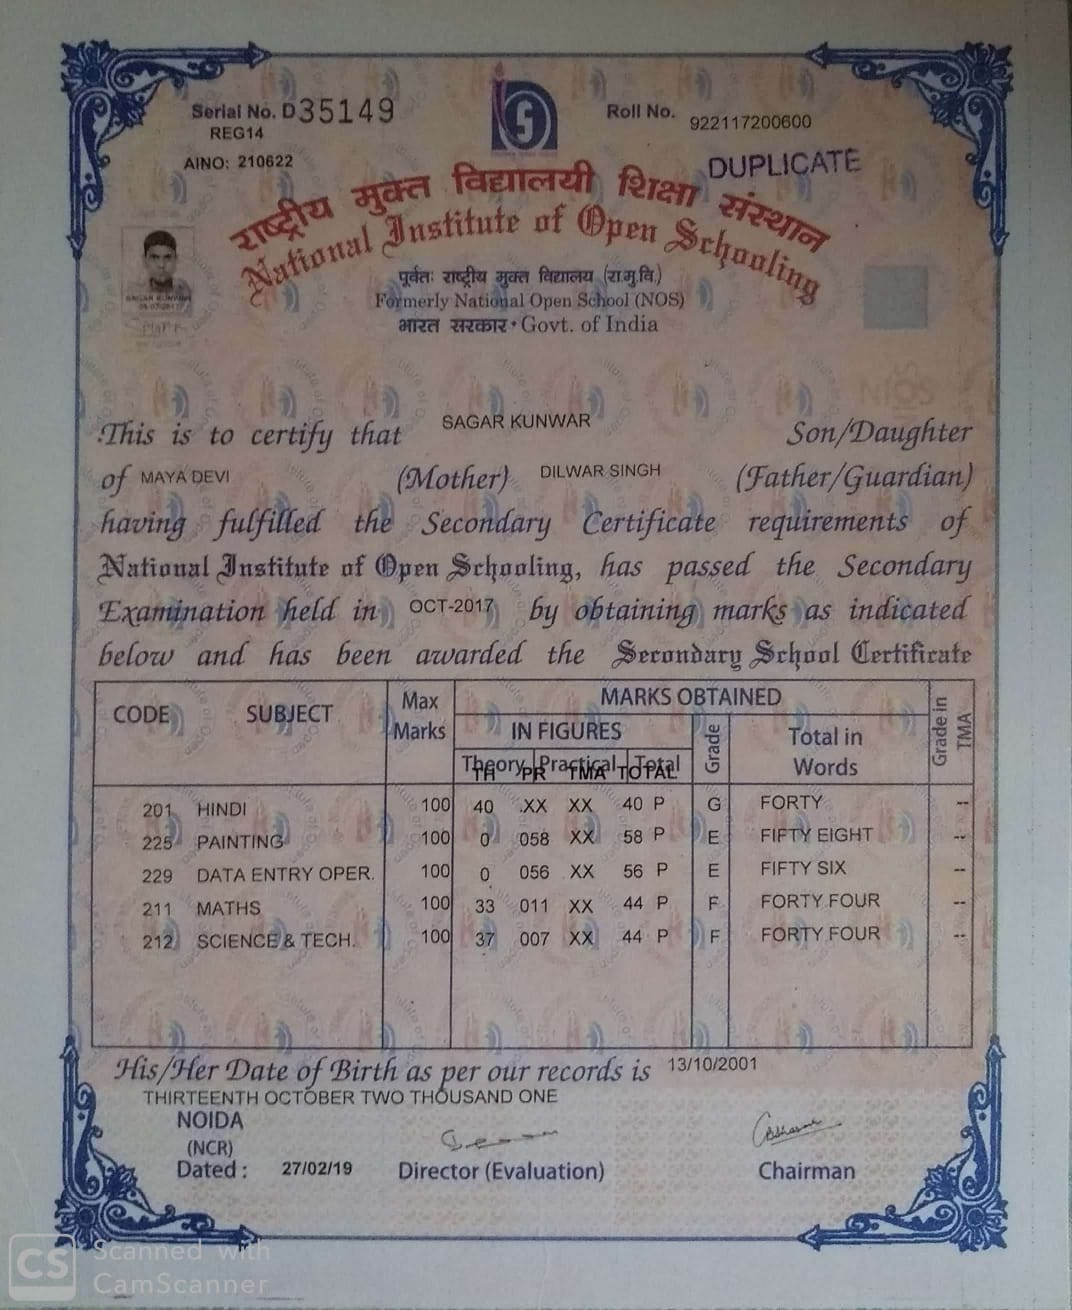 Serial No. D35149
REG14
AINO: 210622
Roll No. 922117200600
DUPLICATE
राष्ट्रीय मुक्त विद्यालयी शिक्षा संस्थान
National Institute of Open Schooling
पूर्वतः राष्ट्रीय मुक्त विद्यालय (रा.मु.वि.)
Formerly National Open School (NOS)
भारत सरकार • Govt. of India
SAGAR KUNWAR
NIOS
This is to certify that SAGAR KUNWAR Son/Daughter
of MAYA DEVI (Mother) DILWAR SINGH (Father/Guardian)
having fulfilled the Secondary Certificate requirements of
National Institute of Open Schooling, has passed the Secondary
Examination held in OCT-2017 by obtaining marks as indicated
below and has been awarded the Secondary School Certificate
CODE SUBJECT Max Marks MARKS OBTAINED Grade in TMA
IN FIGURES Grade Total in Words
Theory Practical Total
TH PR TMA TOTAL
201 HINDI 100 40 .XX XX 40 P G FORTY --
225 PAINTING 100 0 058 XX 58 P E FIFTY EIGHT --
229 DATA ENTRY OPER. 100 0 056 XX 56 P E FIFTY SIX --
211 MATHS 100 33 011 XX 44 P F FORTY FOUR --
212 SCIENCE & TECH. 100 37 007 XX 44 P F FORTY FOUR --
His/Her Date of Birth as per our records is 13/10/2001
THIRTEENTH OCTOBER TWO THOUSAND ONE
NOIDA
(NCR)
Dated : 27/02/19
Director (Evaluation)
Chairman
CS Scanned with
CamScanner